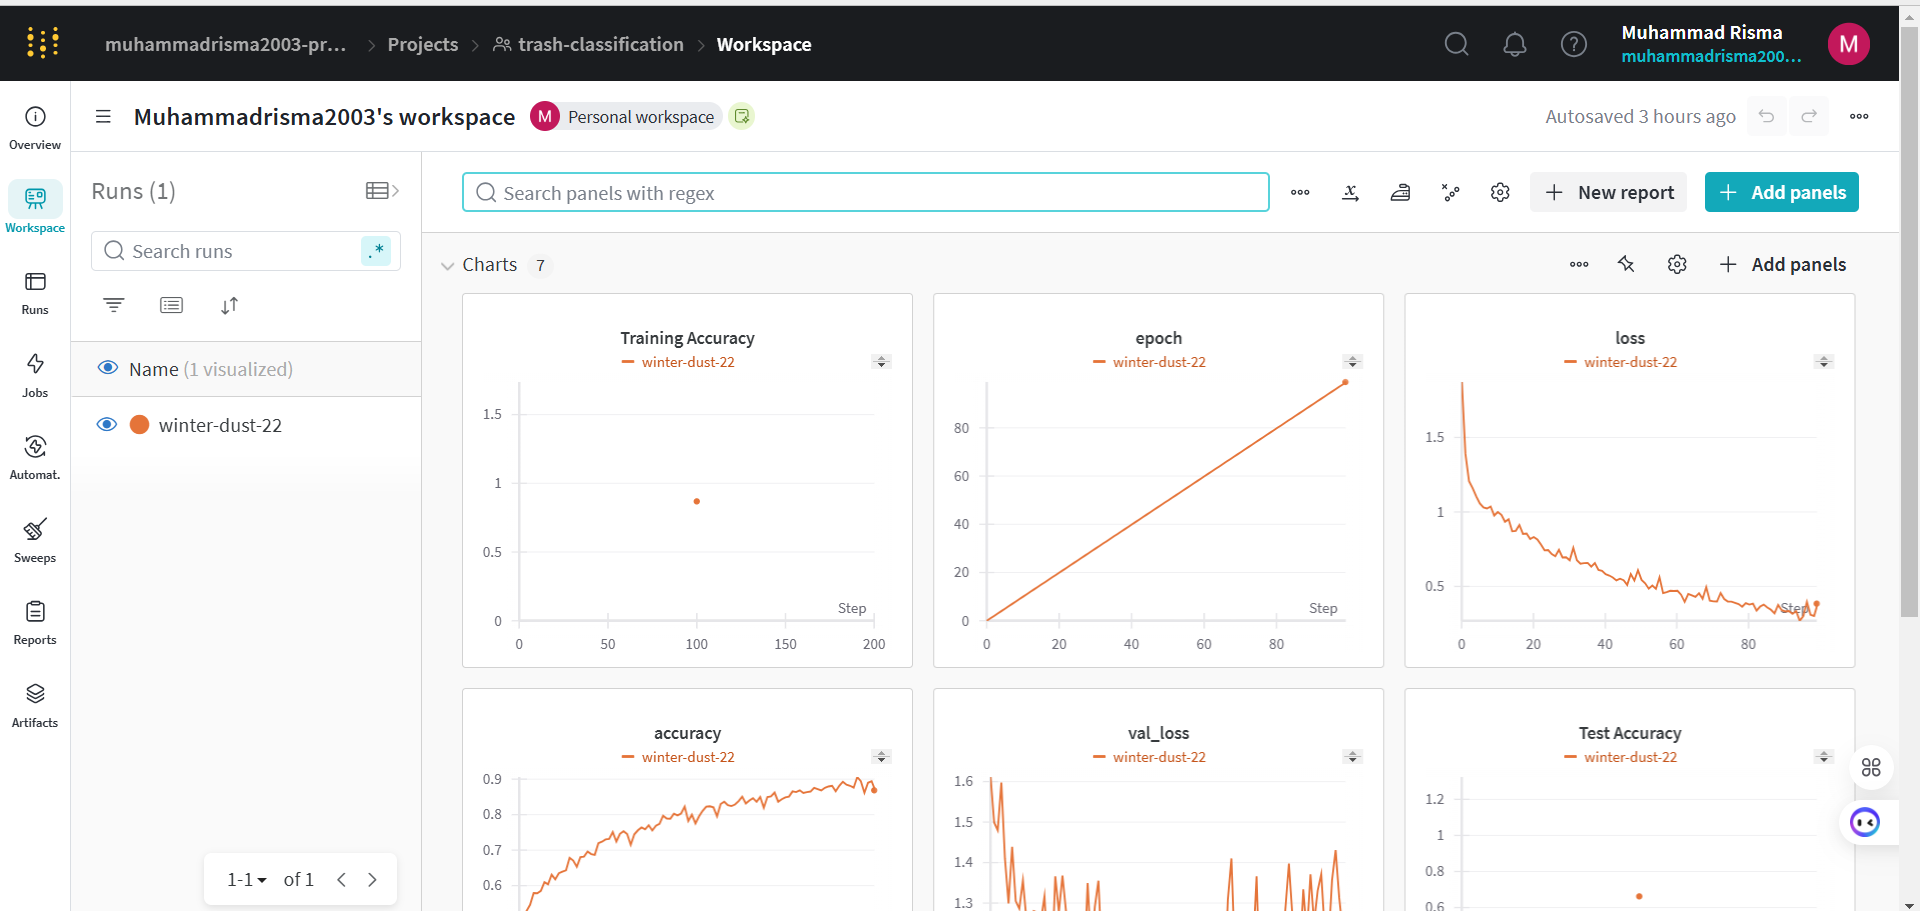 muhammadrisma2003-pr... > Projects > trash-classification > Workspace
Muhammad Risma
muhammadrisma200...
M
Muhammadrisma2003's workspace
M Personal workspace
Autosaved 3 hours ago
Overview
Workspace
Runs
Jobs
Automat.
Sweeps
Reports
Artifacts
Runs (1)
Search runs
.*
Name (1 visualized)
winter-dust-22
1-1 of 1
Search panels with regex
New report
Add panels
Charts 7
Add panels
Training Accuracy
winter-dust-22
1.5
1
0.5
0
Step
0 50 100 150 200
epoch
winter-dust-22
80
60
40
20
0
Step
0 20 40 60 80
loss
winter-dust-22
1.5
1
0.5
Step
0 20 40 60 80
accuracy
winter-dust-22
0.9
0.8
0.7
0.6
val_loss
winter-dust-22
1.6
1.5
1.4
1.3
Test Accuracy
winter-dust-22
1.2
1
0.8
0.6